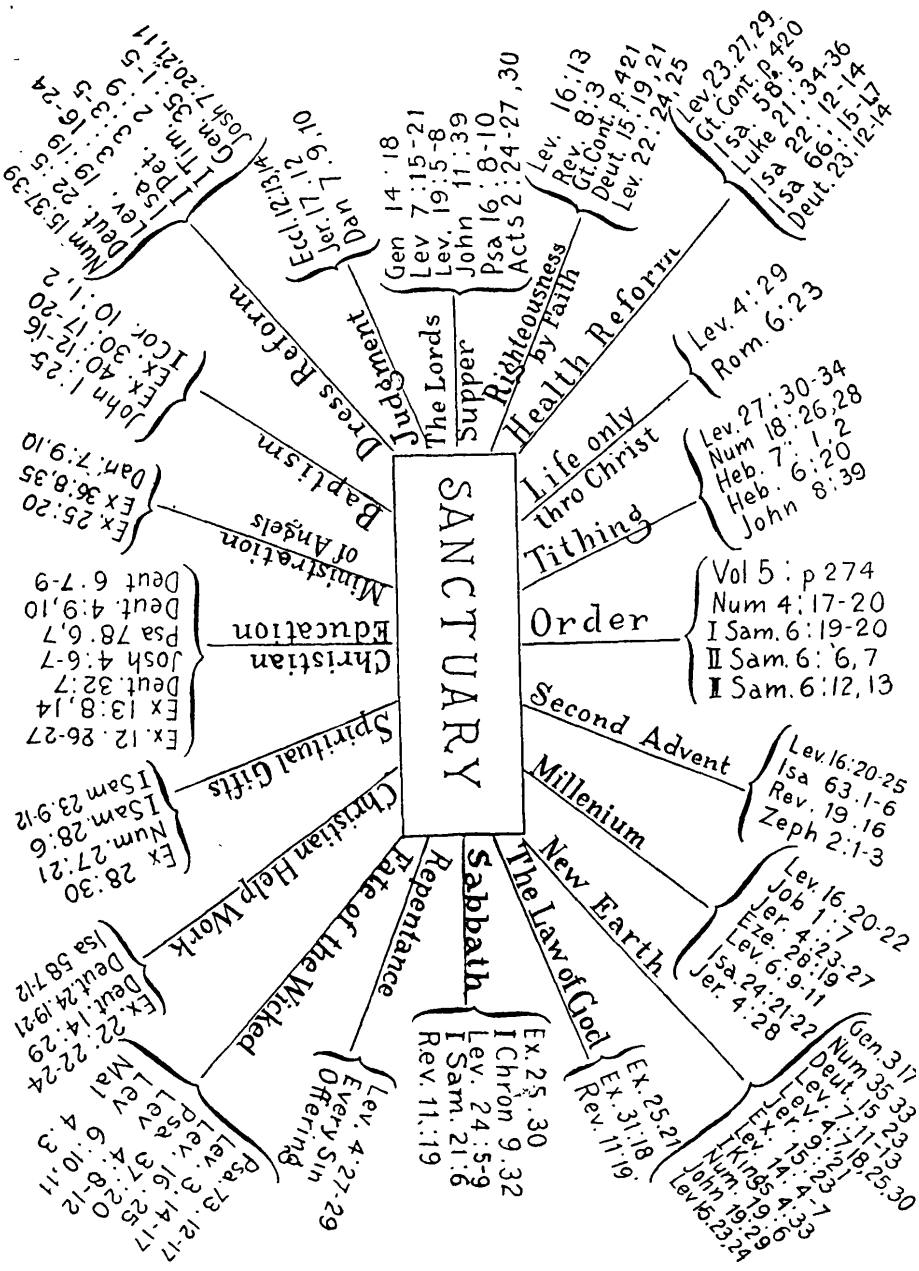 SANCTUARY
The Lords
Supper
Gen 14:18
Lev 7:15-21
Lev. 19:5-8
John 11:39
Psa 16:8-10
Acts 2:24-27, 30
Righteousness
by Faith
Lev. 16:13
Rev. 8:3
Gt.Cont. p. 421
Deut. 15:19, 21
Lev. 22:24, 25
Health Reform
Lev. 23.27, 29.
Gt Cont. p. 420
Isa. 58:5
Luke 21:34-36
Isa 22:12-14
Isa 66:15-17
Deut. 23:12-14
Life only
thro Christ
Lev. 4:29
Rom. 6:23
Tithing
Lev. 27:30-34
Num 18:26, 28
Heb. 7:1, 2
Heb. 6:20
John 8:39
Order
Vol 5: p 274
Num 4:17-20
I Sam. 6:19-20
II Sam. 6:6, 7
II Sam. 6:12, 13
Second Advent
Lev. 16:20-25
Isa 63:1-6
Rev. 19:16
Zeph 2:1-3
Millenium
Lev. 16.20-22
Job 1:7
Jer. 4:23-27
Eze. 28:19
Lev. 6:9-11
Isa. 24:21-22
Jer. 4:28
New Earth
Gen. 3.17
Num 35 33
Deut. 15 23
Lev. 7.11-13
Lev. 4.7,18,25,30
Jer. 9:21
Ex. 15:23
Lev. 14:4-7
I Kings 4:33
Num. 19:6
John 19:29
Lev 16.23,24
The Law of God
Ex. 25.21
Ex. 31:18
Rev. 11:19.
Sabbath
Ex. 25.30
I Chron 9.32
Lev. 24:5-9
I Sam. 21:6
Rev. 11:19
Repentance
Lev. 4:27-29
Every Sin
Offering
Fate of the Wicked
Psa. 73:12-17
Lev. 3:14-17
Lev. 16:25
Psa 37:20
Lev 4:8-12
Lev 6:10.11
Mal 4.3
Christian Help Work
Ex. 22:22-24
Deut. 14:29
Deut. 24.19-21
Isa 58 7-12
Spiritual Gifts
Ex 28:30
Num. 27:21
I Sam. 28:6
I Sam 23.9-12
Christian
Education
Ex. 12.26-27
Ex 13:8,14
Deut. 32:7
Josh 4:6-7
Psa 78:6,7
Deut. 4:9,10
Deut 6:7-9
Ministration
of Angels
Ex. 25:20
Ex 36:8,35
Dan. 7:9,10
Baptism
John 1:25
Ex. 40:12-16
Ex. 30:17-20
I Cor. 10:1, 2
Dress Reform
Num 15:37-39
Deut. 22:5
Lev. 19:19
Isa. 3:16-24
I Pet. 3:3-5
I Tim. 2:9
Gen. 35:1-5
Josh 7:20,21,11
Judgment
Eccl. 12,13,14
Jer. 17.12
Dan 7.9,10